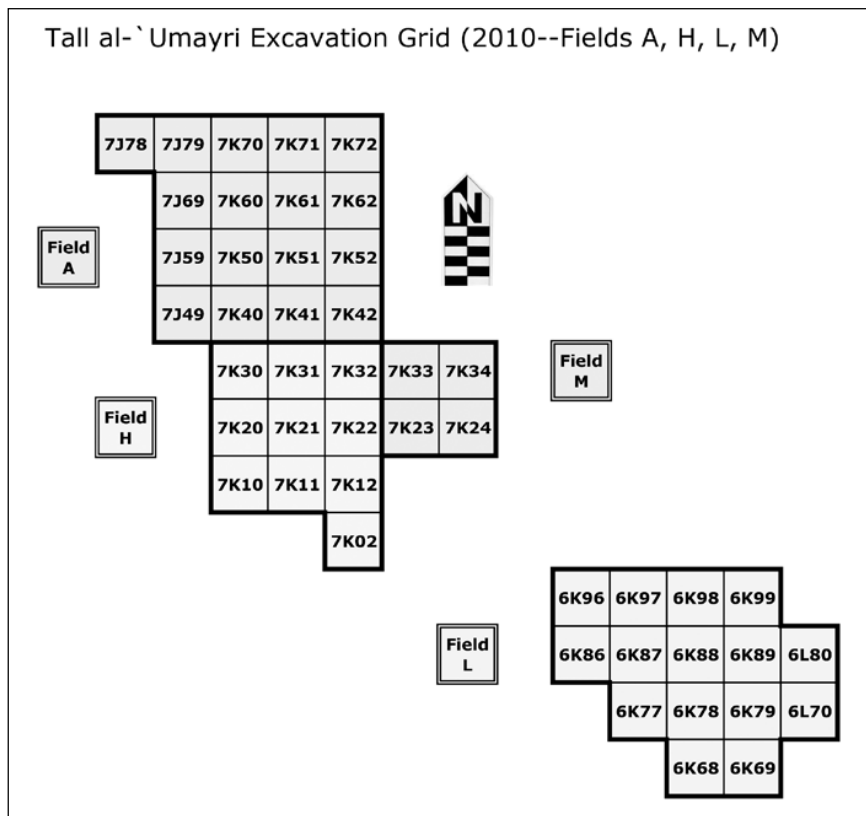 Tall al-`Umayri Excavation Grid (2010--Fields A, H, L, M)
7J78 7J79 7K70 7K71 7K72
7J69 7K60 7K61 7K62
N
Field
A
7J59 7K50 7K51 7K52
7J49 7K40 7K41 7K42
7K30 7K31 7K32 7K33 7K34
Field
M
Field
H
7K20 7K21 7K22 7K23 7K24
7K10 7K11 7K12
7K02
6K96 6K97 6K98 6K99
Field
L
6K86 6K87 6K88 6K89 6L80
6K77 6K78 6K79 6L70
6K68 6K69